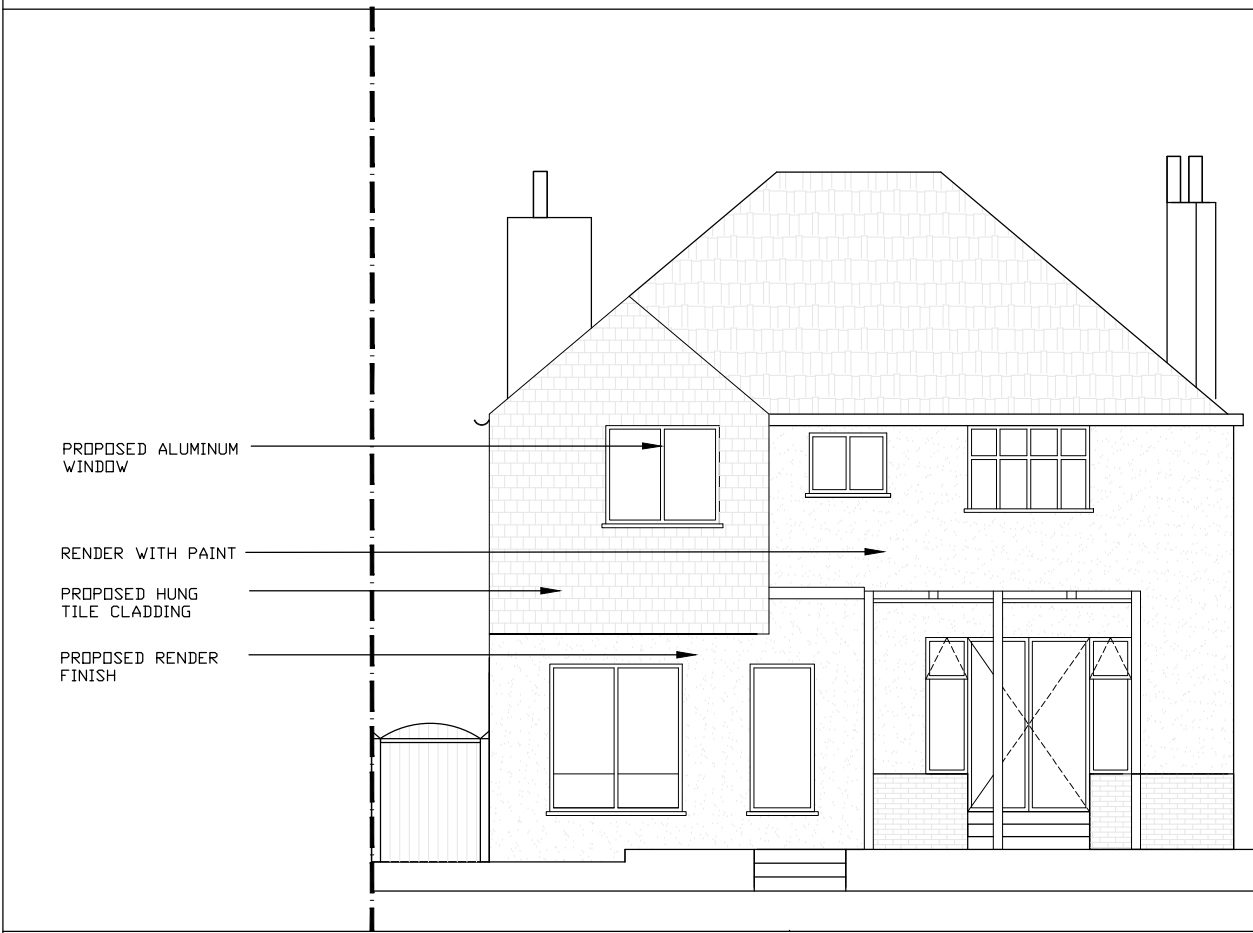 PROPOSED ALUMINUM
WINDOW
RENDER WITH PAINT
PROPOSED HUNG
TILE CLADDING
PROPOSED RENDER
FINISH